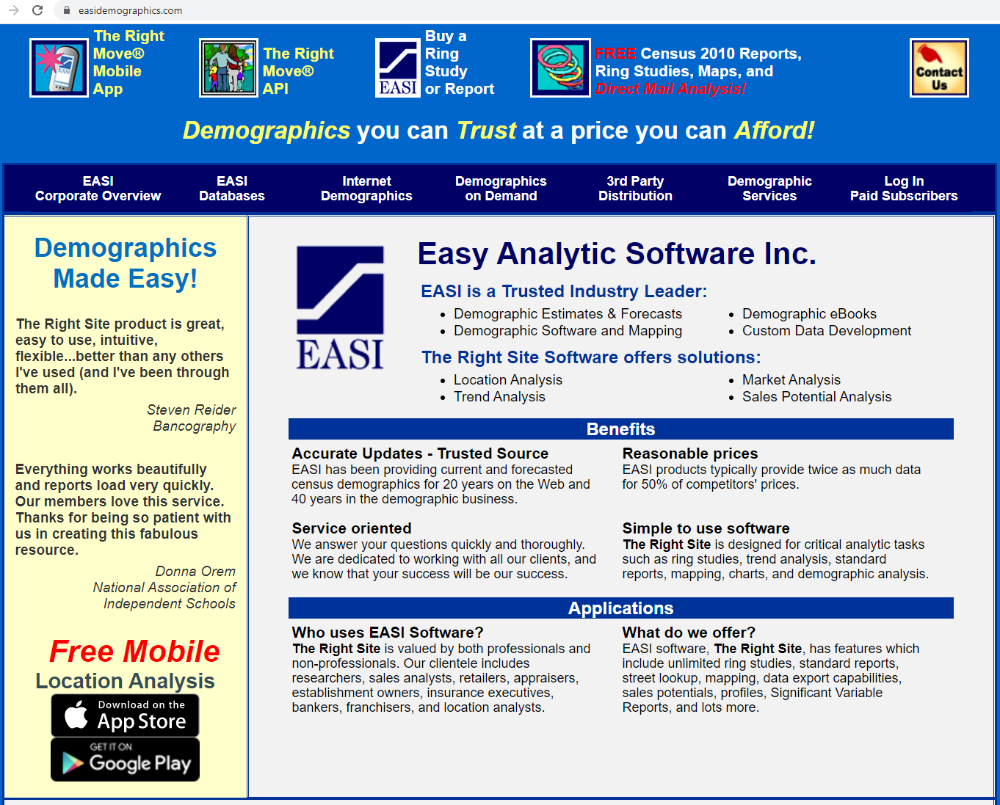 easidemographics.com
The Right
Move®
Mobile
App
EASI
The Right
Move®
API
EASI
Buy a
Ring
Study
or Report
FREE Census 2010 Reports,
Ring Studies, Maps, and
Direct Mail Analysis!
Contact
Us
Demographics you can Trust at a price you can Afford!
EASI
Corporate Overview
EASI
Databases
Internet
Demographics
Demographics
on Demand
3rd Party
Distribution
Demographic
Services
Log In
Paid Subscribers
Demographics
Made Easy!
The Right Site product is great,
easy to use, intuitive,
flexible...better than any others
I've used (and I've been through
them all).
Steven Reider
Bancography
Everything works beautifully
and reports load very quickly.
Our members love this service.
Thanks for being so patient with
us in creating this fabulous
resource.
Donna Orem
National Association of
Independent Schools
Free Mobile
Location Analysis
Download on the
App Store
GET IT ON
Google Play
EASI
Easy Analytic Software Inc.
EASI is a Trusted Industry Leader:
• Demographic Estimates & Forecasts
• Demographic Software and Mapping
• Demographic eBooks
• Custom Data Development
The Right Site Software offers solutions:
• Location Analysis
• Trend Analysis
• Market Analysis
• Sales Potential Analysis
Benefits
Accurate Updates - Trusted Source
EASI has been providing current and forecasted
census demographics for 20 years on the Web and
40 years in the demographic business.
Reasonable prices
EASI products typically provide twice as much data
for 50% of competitors' prices.
Service oriented
We answer your questions quickly and thoroughly.
We are dedicated to working with all our clients, and
we know that your success will be our success.
Simple to use software
The Right Site is designed for critical analytic tasks
such as ring studies, trend analysis, standard
reports, mapping, charts, and demographic analysis.
Applications
Who uses EASI Software?
The Right Site is valued by both professionals and
non-professionals. Our clientele includes
researchers, sales analysts, retailers, appraisers,
establishment owners, insurance executives,
bankers, franchisers, and location analysts.
What do we offer?
EASI software, The Right Site, has features which
include unlimited ring studies, standard reports,
street lookup, mapping, data export capabilities,
sales potentials, profiles, Significant Variable
Reports, and lots more.